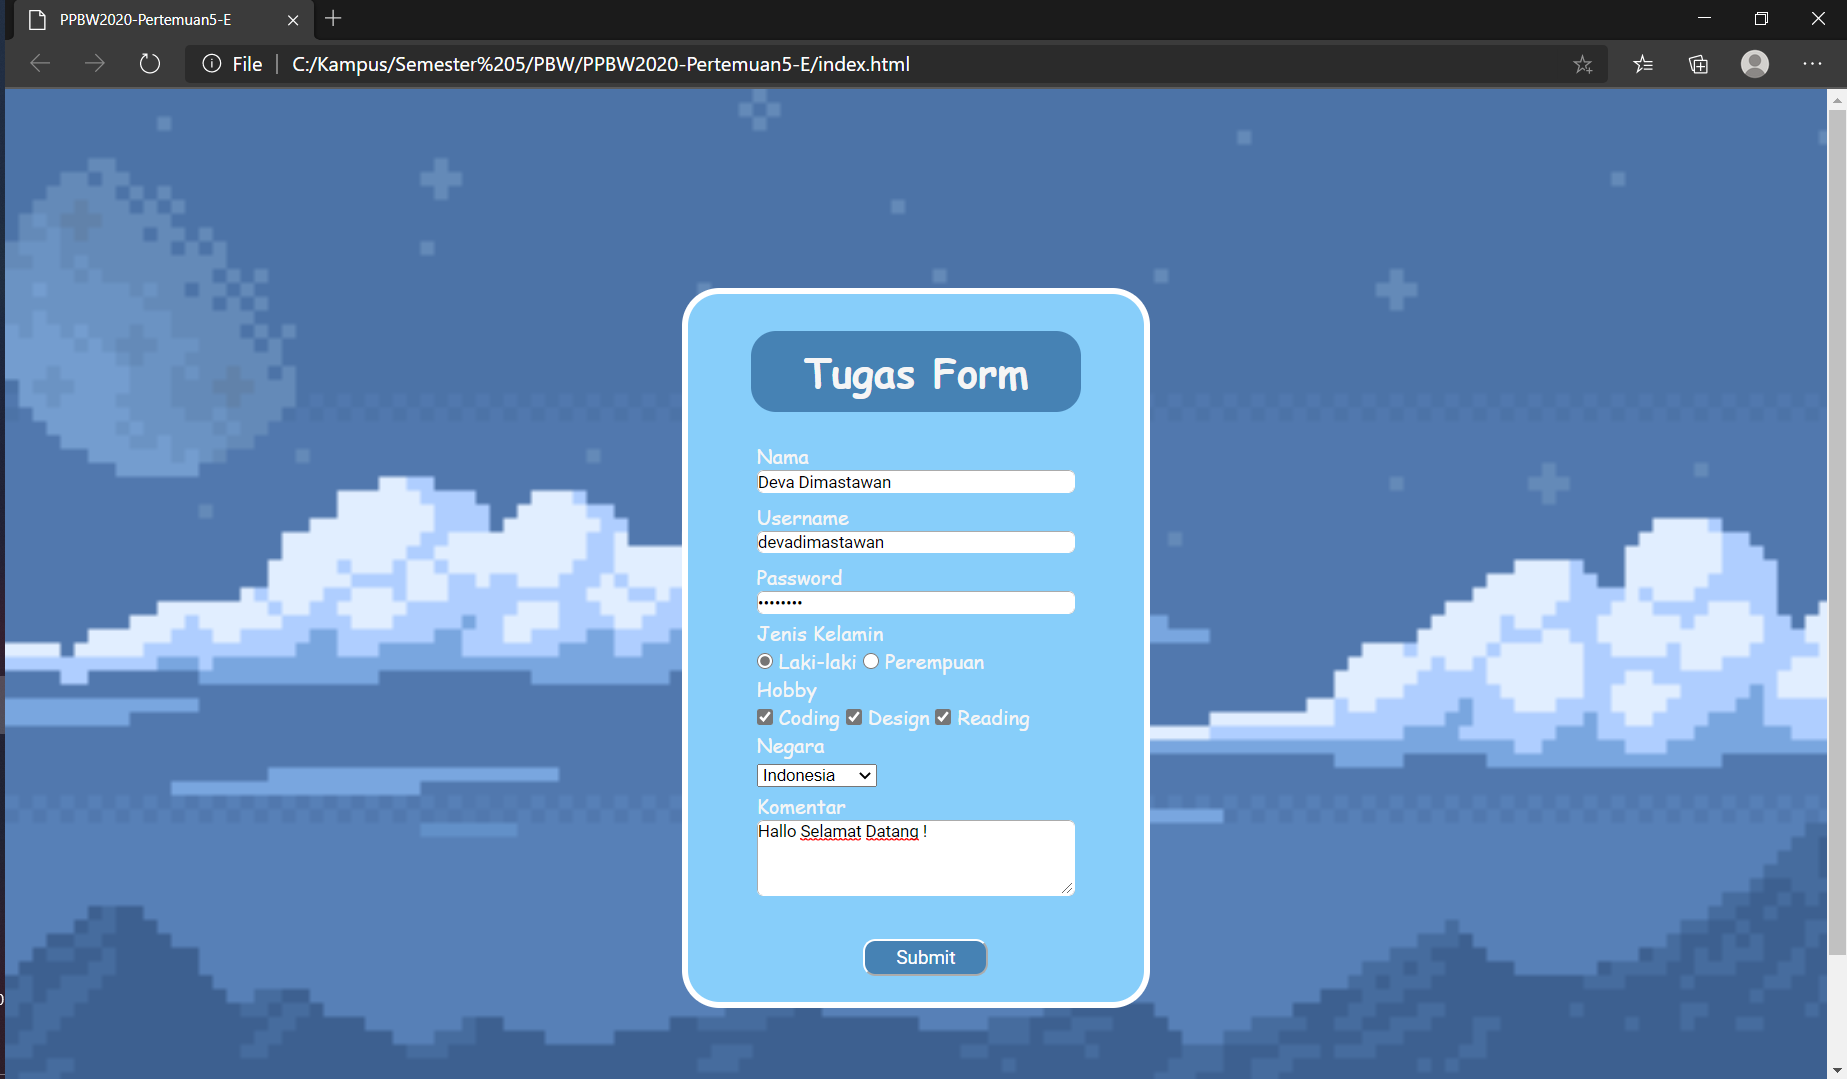 PPBW2020-Pertemuan5-E
File | C:/Kampus/Semester%205/PBW/PPBW2020-Pertemuan5-E/index.html
Tugas Form
Nama
Deva Dimastawan
Username
devadimastawan
Password
••••••••
Jenis Kelamin
Laki-laki Perempuan
Hobby
Coding Design Reading
Negara
Indonesia
Komentar
Hallo Selamat Datang !
Submit